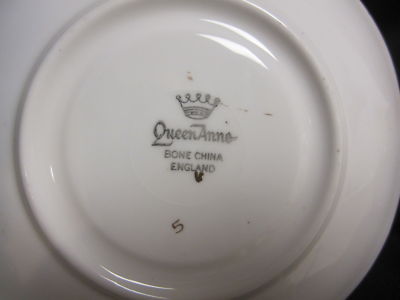 Queen Anne
BONE CHINA
ENGLAND
5